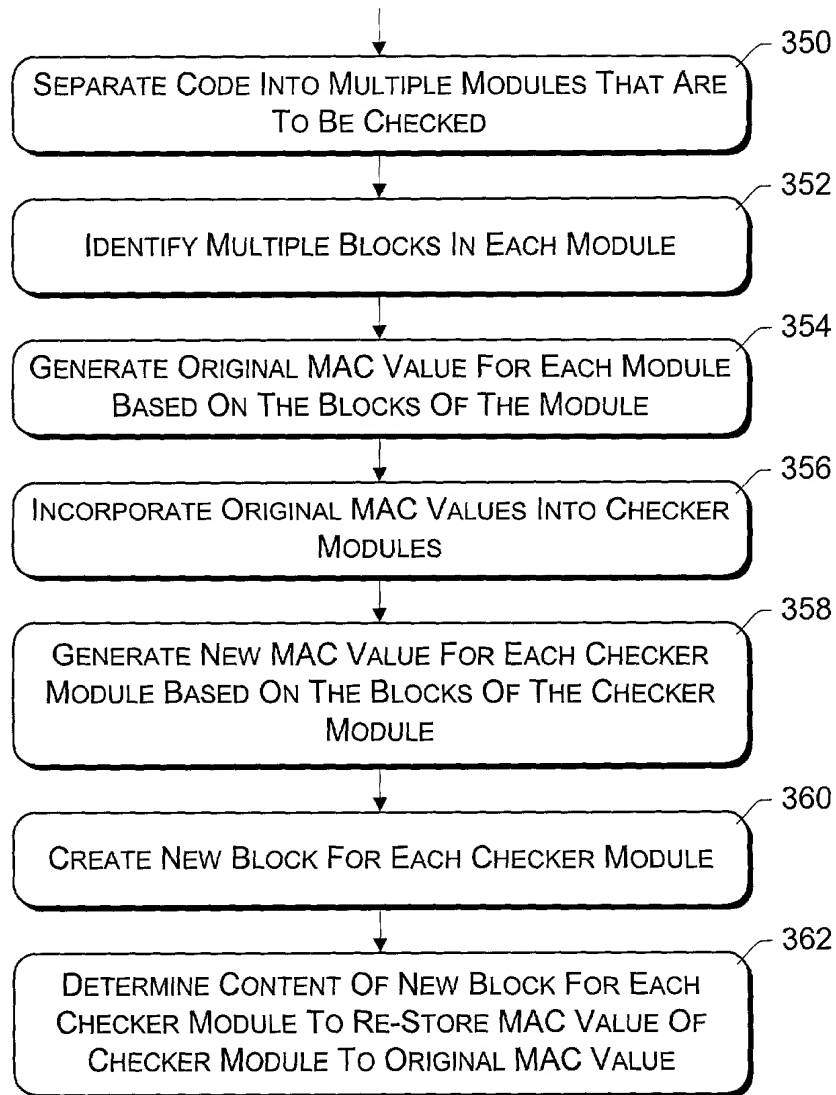 350
SEPARATE CODE INTO MULTIPLE MODULES THAT ARE
TO BE CHECKED
352
IDENTIFY MULTIPLE BLOCKS IN EACH MODULE
354
GENERATE ORIGINAL MAC VALUE FOR EACH MODULE
BASED ON THE BLOCKS OF THE MODULE
356
INCORPORATE ORIGINAL MAC VALUES INTO CHECKER
MODULES
358
GENERATE NEW MAC VALUE FOR EACH CHECKER
MODULE BASED ON THE BLOCKS OF THE CHECKER
MODULE
360
CREATE NEW BLOCK FOR EACH CHECKER MODULE
362
DETERMINE CONTENT OF NEW BLOCK FOR EACH
CHECKER MODULE TO RE-STORE MAC VALUE OF
CHECKER MODULE TO ORIGINAL MAC VALUE